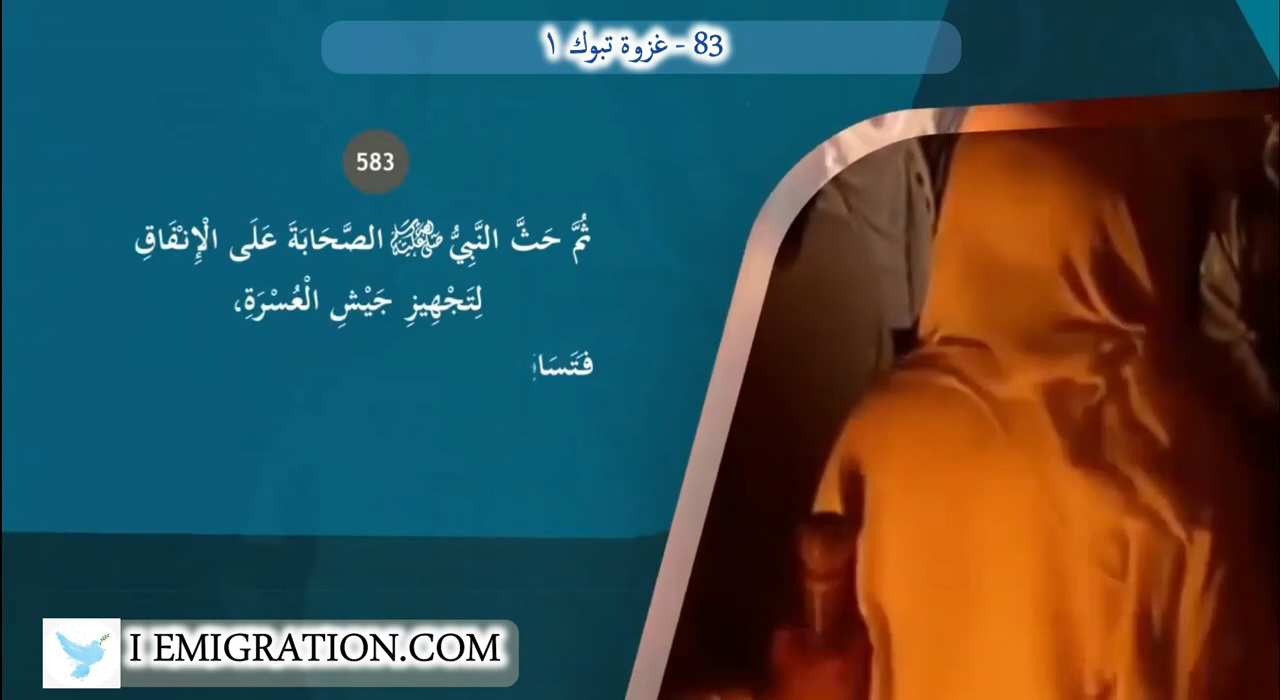 83 - غزوة تبوك ١
583
ثُمَّ حَثَّ النَّبِيُّ ﷺ الصَّحَابَةَ عَلَى الْإِنْفَاقِ
لِتَجْهِيزِ جَيْشِ الْعُسْرَةِ،
فَتَسَا
I EMIGRATION.COM